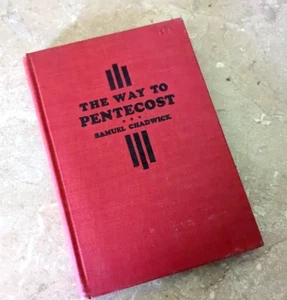 THE WAY TO
PENTECOST
SAMUEL CHADWICK